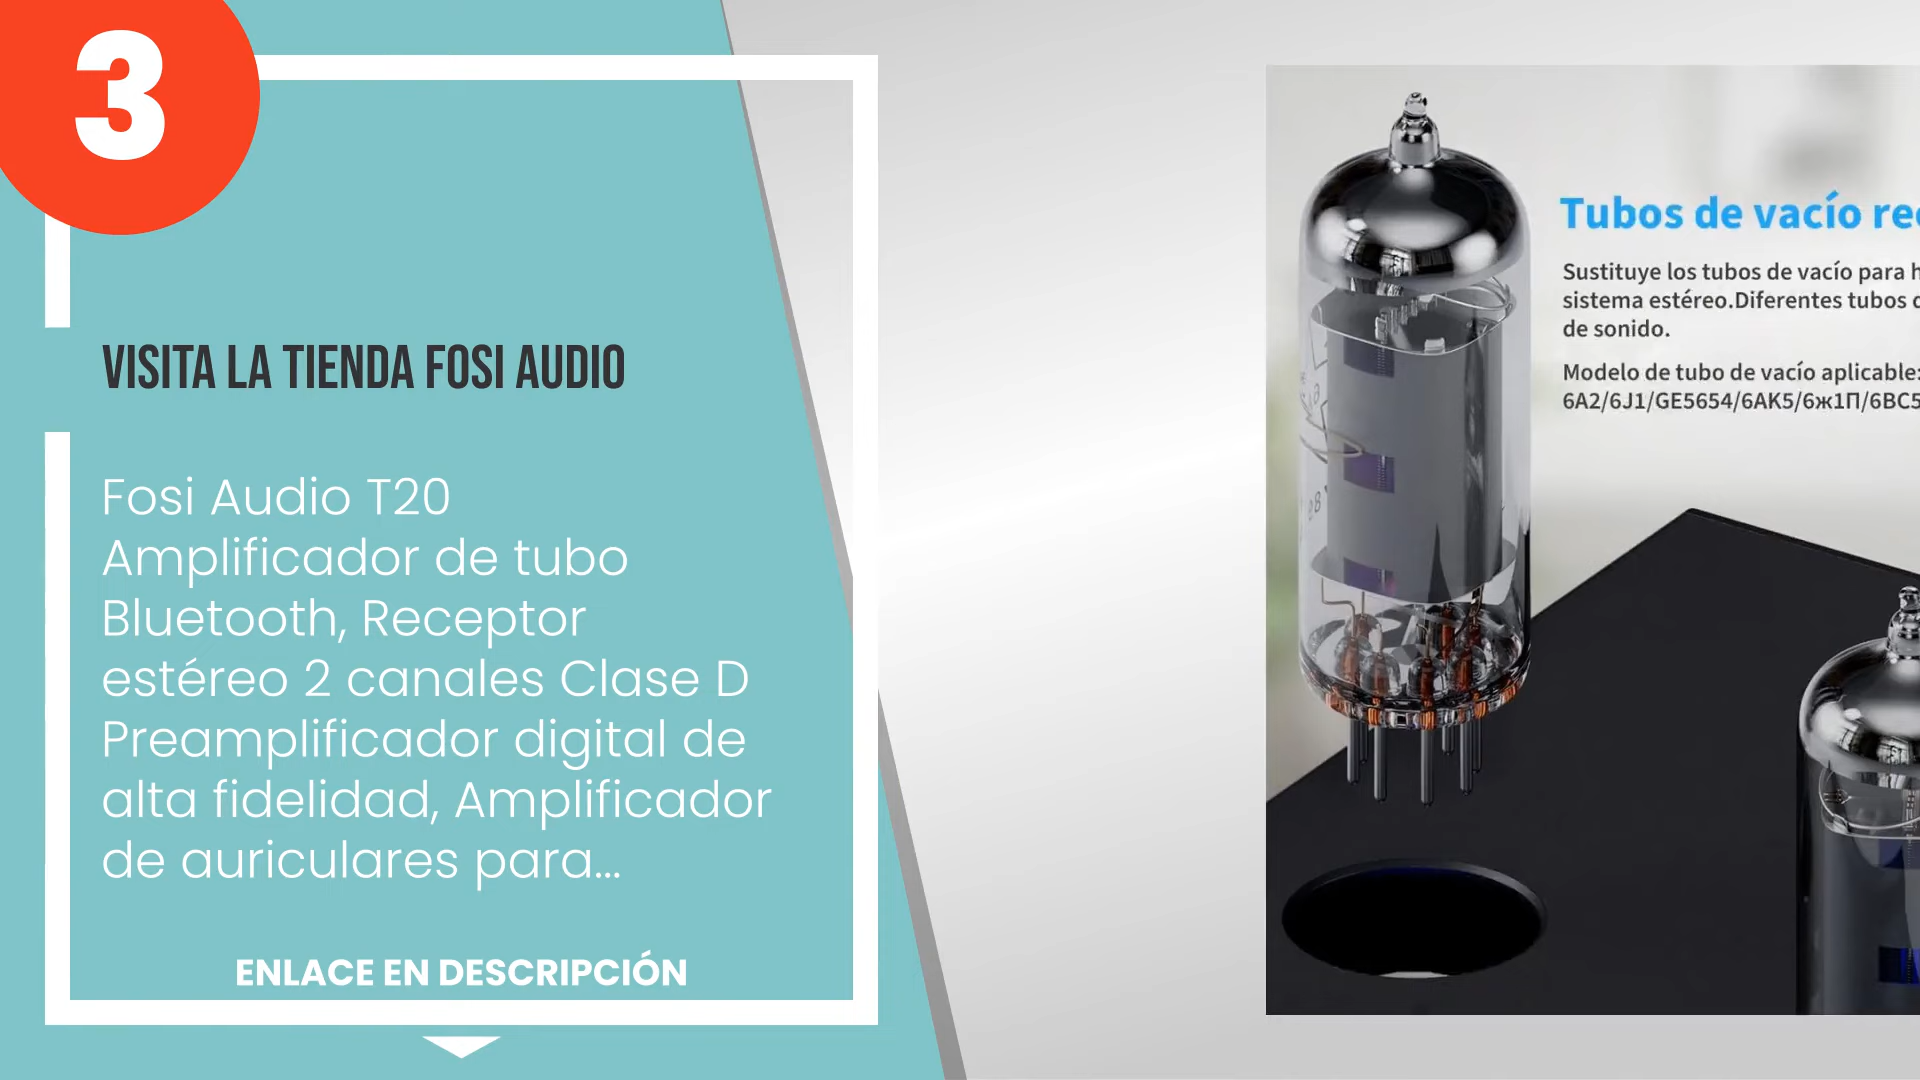 3
VISITA LA TIENDA FOSI AUDIO
Fosi Audio T20
Amplificador de tubo
Bluetooth, Receptor
estéreo 2 canales Clase D
Preamplificador digital de
alta fidelidad, Amplificador
de auriculares para...
ENLACE EN DESCRIPCIÓN
Tubos de vacío
Sustituye los tubos de vacío para
sistema estéreo.Diferentes tubos
de sonido.
Modelo de tubo de vacío aplicable:
6A2/6J1/GE5654/6AK5/6ж1П/6BC5